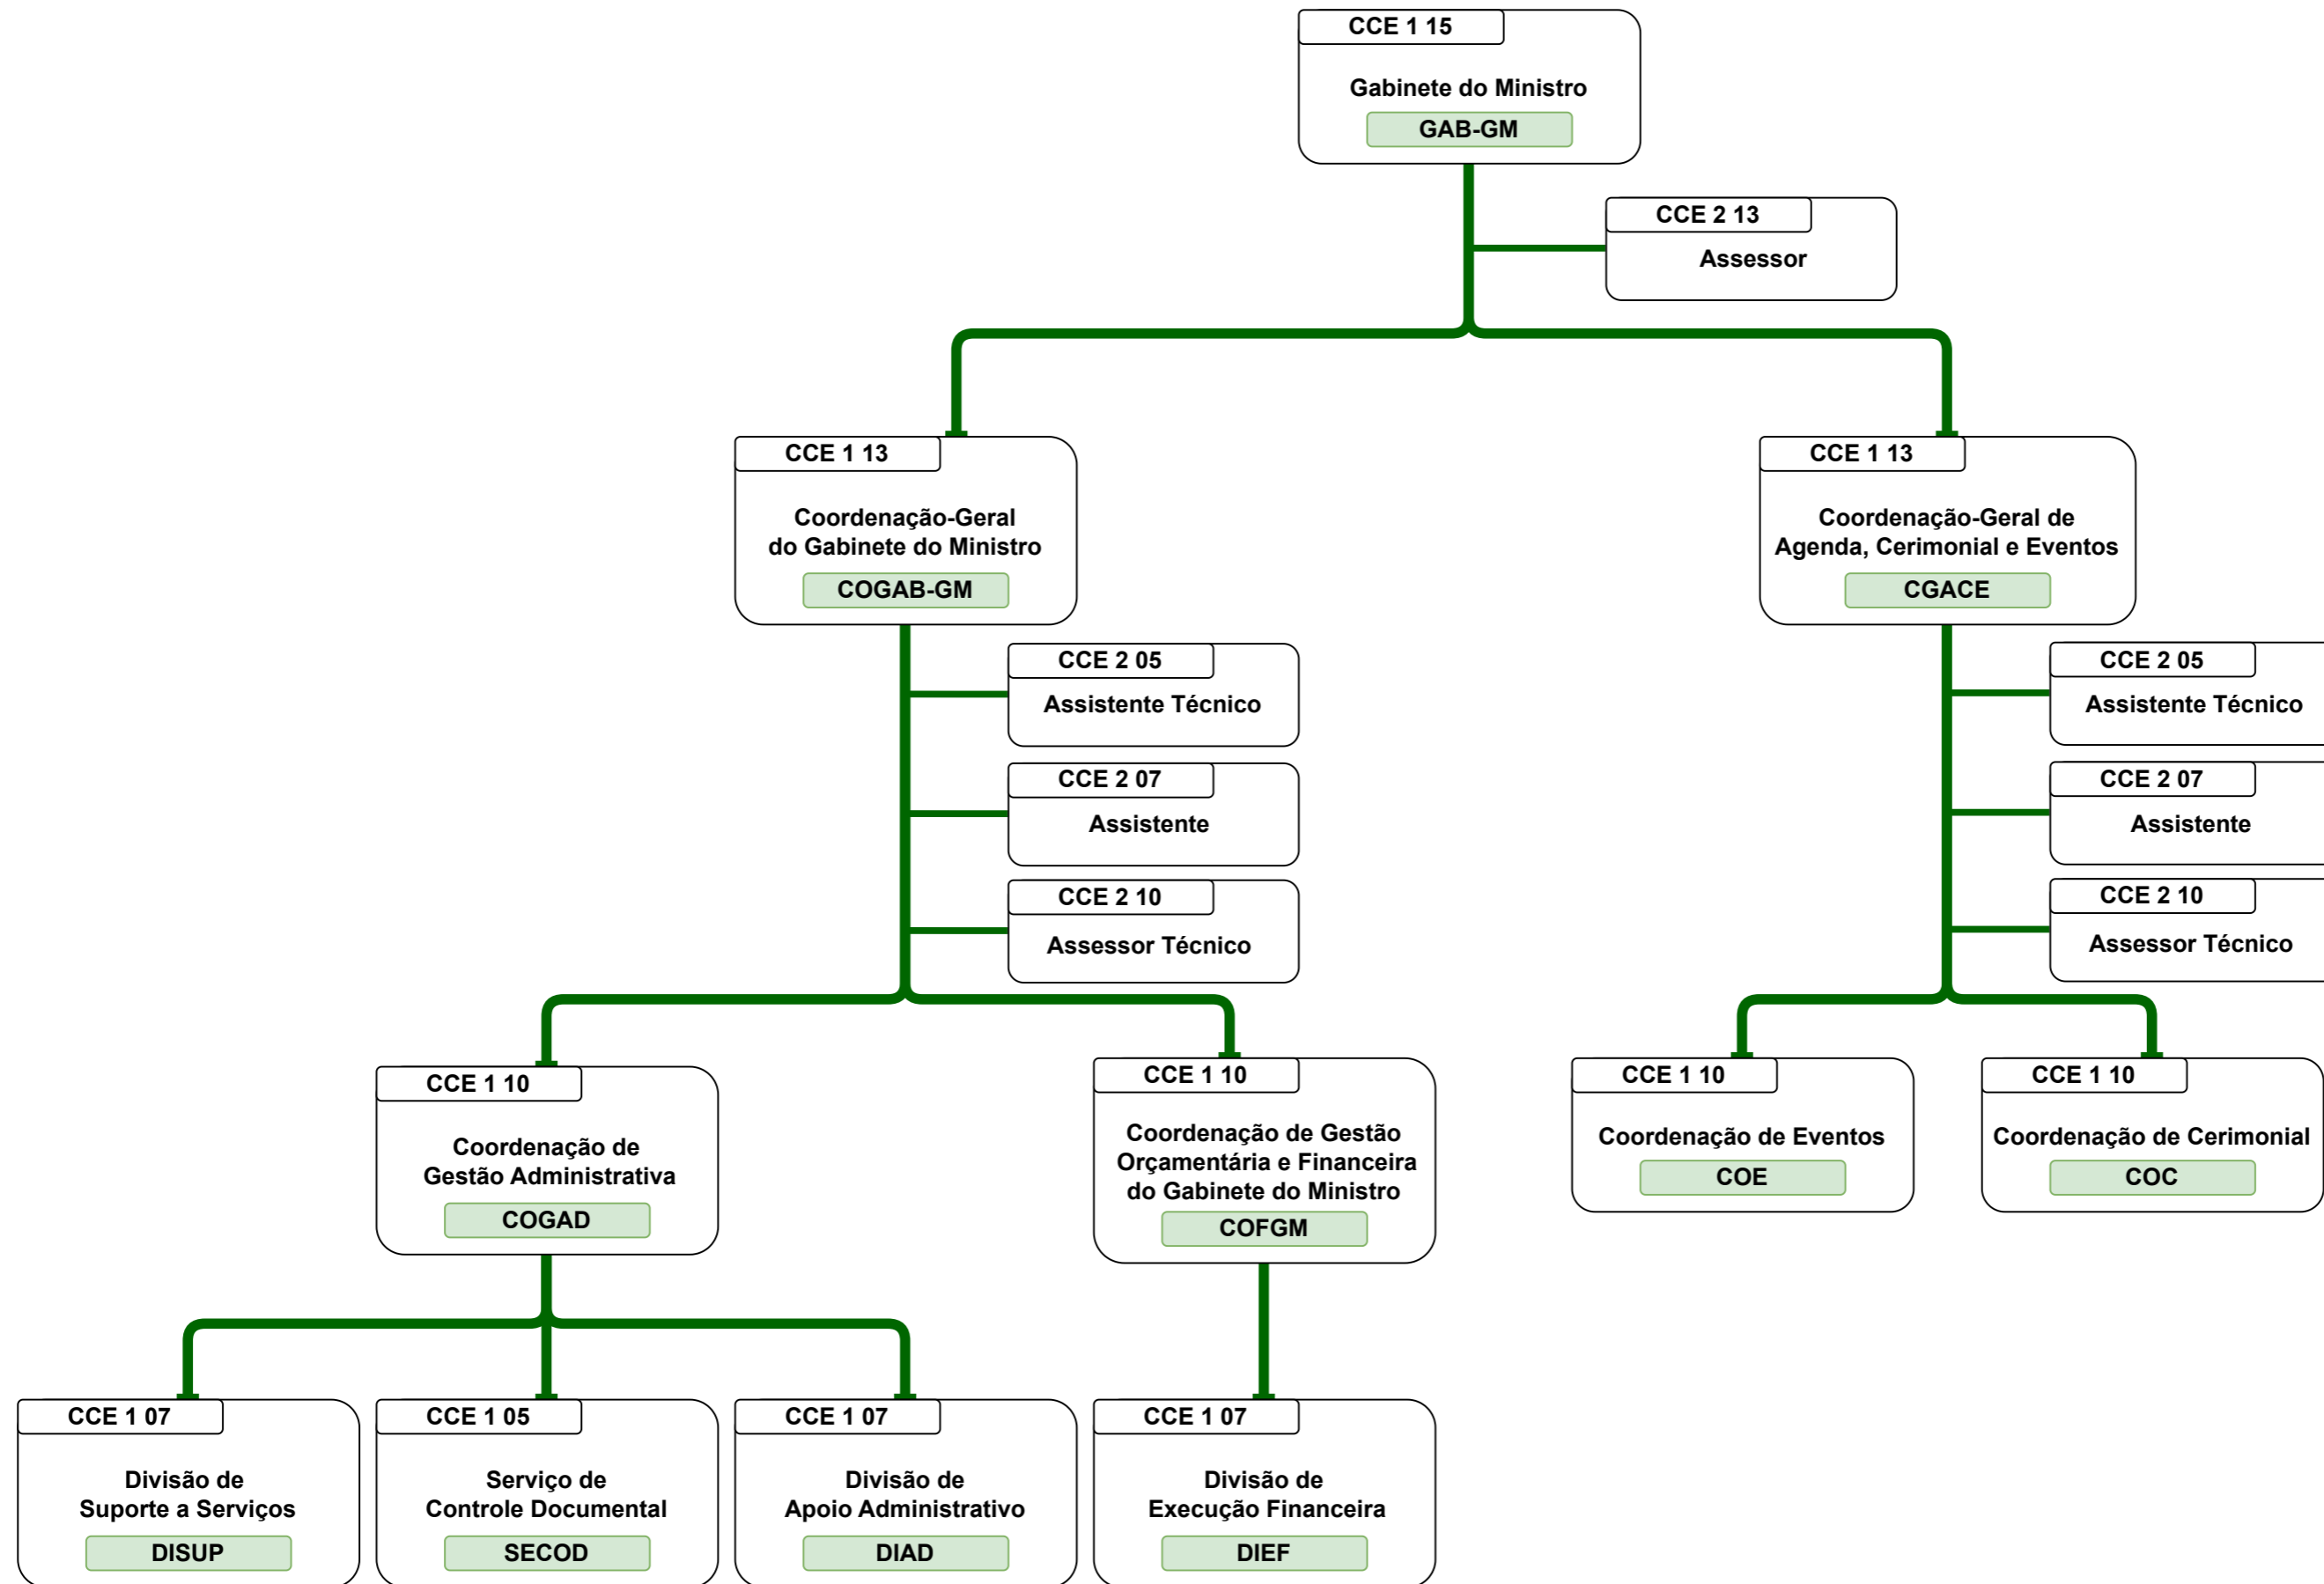 CCE 1 15
Gabinete do Ministro
GAB-GM
CCE 2 13
Assessor
CCE 1 13
Coordenação-Geral
do Gabinete do Ministro
COGAB-GM
CCE 1 13
Coordenação-Geral de
Agenda, Cerimonial e Eventos
CGACE
CCE 2 05
Assistente Técnico
CCE 2 07
Assistente
CCE 2 10
Assessor Técnico
CCE 2 05
Assistente Técnico
CCE 2 07
Assistente
CCE 2 10
Assessor Técnico
CCE 1 10
Coordenação de
Gestão Administrativa
COGAD
CCE 1 10
Coordenação de Gestão
Orçamentária e Financeira
do Gabinete do Ministro
COFGM
CCE 1 10
Coordenação de Eventos
COE
CCE 1 10
Coordenação de Cerimonial
COC
CCE 1 07
Divisão de
Suporte a Serviços
DISUP
CCE 1 05
Serviço de
Controle Documental
SECOD
CCE 1 07
Divisão de
Apoio Administrativo
DIAD
CCE 1 07
Divisão de
Execução Financeira
DIEF